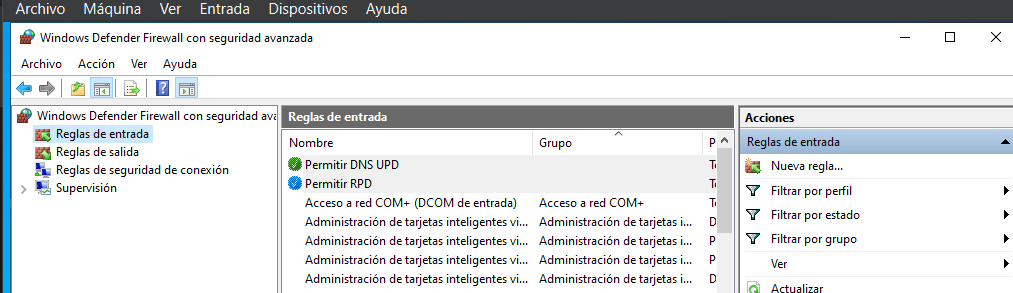 Archivo Máquina Ver Entrada Dispositivos Ayuda
Windows Defender Firewall con seguridad avanzada
Archivo Acción Ver Ayuda
Windows Defender Firewall con seguridad ava
Reglas de entrada
Reglas de salida
Reglas de seguridad de conexión
Supervisión
Reglas de entrada
Nombre Grupo P
Permitir DNS UPD T
Permitir RPD T
Acceso a red COM+ (DCOM de entrada) Acceso a red COM+ T
Administración de tarjetas inteligentes vi... Administración de tarjetas i... D
Administración de tarjetas inteligentes vi... Administración de tarjetas i... P
Administración de tarjetas inteligentes vi... Administración de tarjetas i... P
Administración de tarjetas inteligentes vi... Administración de tarjetas i... D
Acciones
Reglas de entrada
Nueva regla...
Filtrar por perfil
Filtrar por estado
Filtrar por grupo
Ver
Actualizar